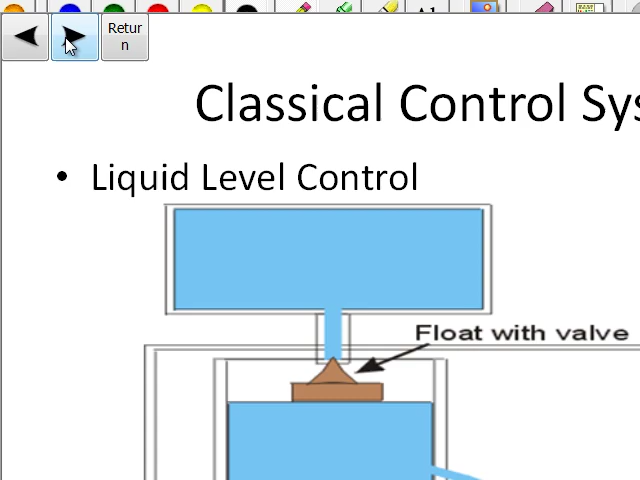 Retur
n
Classical Control Sys
• Liquid Level Control
Float with valve